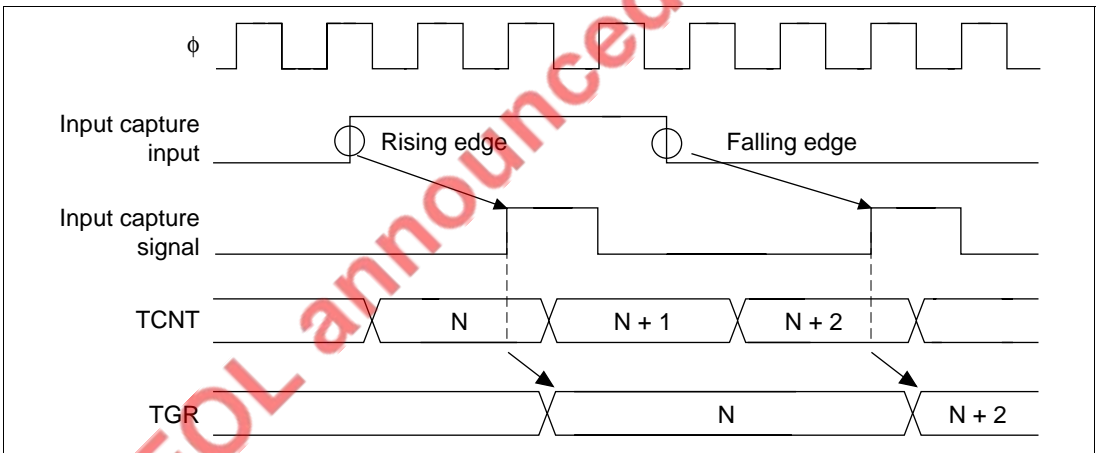 ϕ
Input capture
input
Rising edge
Falling edge
Input capture
signal
TCNT
N
N + 1
N + 2
TGR
N
N + 2
EOL announced